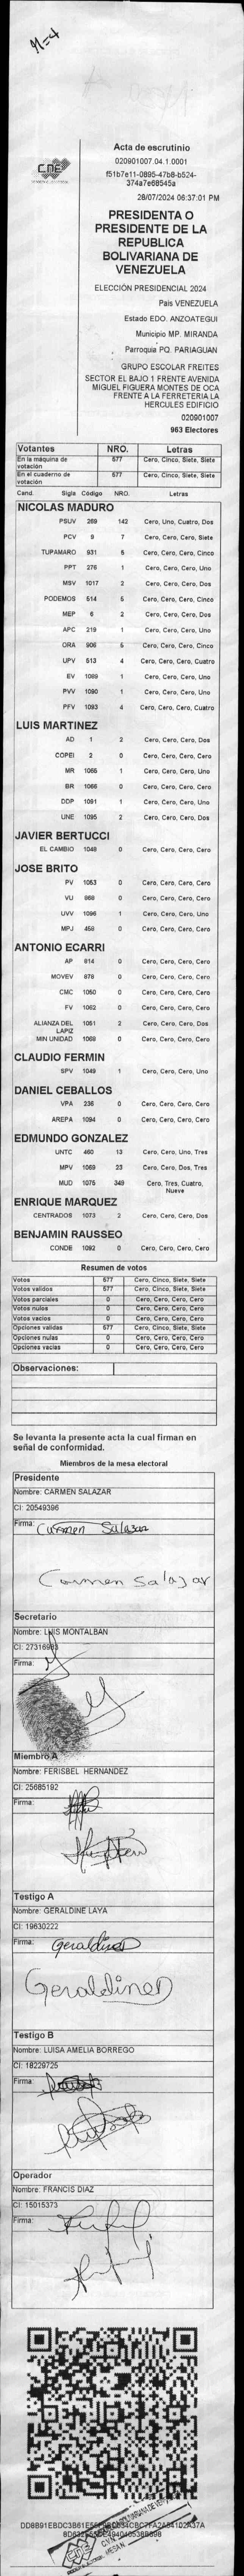 M=4
CNE
Acta de escrutinio
020901007.04.1.0001
f51b7e11-0895-47b8-b524-
374a7e68545a
28/07/2024 06:37:01 PM
PRESIDENTA O
PRESIDENTE DE LA
REPUBLICA
BOLIVARIANA DE
VENEZUELA
ELECCIÓN PRESIDENCIAL 2024
País VENEZUELA
Estado EDO. ANZOATEGUI
Municipio MP. MIRANDA
Parroquia PQ. PARIAGUAN
GRUPO ESCOLAR FREITES
SECTOR EL BAJO 1 FRENTE AVENIDA
MIGUEL FIGUERA MONTES DE OCA
FRENTE A LA FERRETERIA LA
HERCULES EDIFICIO
020901007
963 Electores
Votantes NRO. Letras
En la máquina de votación 577 Cero, Cinco, Siete, Siete
En el cuaderno de votación 577 Cero, Cinco, Siete, Siete
Cand. Sigla Código NRO. Letras
NICOLAS MADURO
PSUV 269 142 Cero, Uno, Cuatro, Dos
PCV 9 7 Cero, Cero, Cero, Siete
TUPAMARO 931 5 Cero, Cero, Cero, Cinco
PPT 276 1 Cero, Cero, Cero, Uno
MSV 1017 2 Cero, Cero, Cero, Dos
PODEMOS 514 5 Cero, Cero, Cero, Cinco
MEP 6 2 Cero, Cero, Cero, Dos
APC 219 1 Cero, Cero, Cero, Uno
ORA 906 5 Cero, Cero, Cero, Cinco
UPV 513 4 Cero, Cero, Cero, Cuatro
EV 1089 1 Cero, Cero, Cero, Uno
PVV 1090 1 Cero, Cero, Cero, Uno
PFV 1093 4 Cero, Cero, Cero, Cuatro
LUIS MARTINEZ
AD 1 2 Cero, Cero, Cero, Dos
COPEI 2 0 Cero, Cero, Cero, Cero
MR 1065 1 Cero, Cero, Cero, Uno
BR 1066 0 Cero, Cero, Cero, Cero
DDP 1091 1 Cero, Cero, Cero, Uno
UNE 1095 2 Cero, Cero, Cero, Dos
JAVIER BERTUCCI
EL CAMBIO 1048 0 Cero, Cero, Cero, Cero
JOSE BRITO
PV 1053 0 Cero, Cero, Cero, Cero
VU 968 0 Cero, Cero, Cero, Cero
UVV 1096 1 Cero, Cero, Cero, Uno
MPJ 458 0 Cero, Cero, Cero, Cero
ANTONIO ECARRI
AP 914 0 Cero, Cero, Cero, Cero
MOVEV 879 0 Cero, Cero, Cero, Cero
CMC 1050 0 Cero, Cero, Cero, Cero
FV 1062 0 Cero, Cero, Cero, Cero
ALIANZA DEL LAPIZ 1051 2 Cero, Cero, Cero, Dos
MIN UNIDAD 1068 0 Cero, Cero, Cero, Cero
CLAUDIO FERMIN
SPV 1049 1 Cero, Cero, Cero, Uno
DANIEL CEBALLOS
VPA 236 0 Cero, Cero, Cero, Cero
AREPA 1094 0 Cero, Cero, Cero, Cero
EDMUNDO GONZALEZ
UNTC 460 13 Cero, Cero, Uno, Tres
MPV 1069 23 Cero, Cero, Dos, Tres
MUD 1075 349 Cero, Tres, Cuatro, Nueve
ENRIQUE MARQUEZ
CENTRADOS 1073 2 Cero, Cero, Cero, Dos
BENJAMIN RAUSSEO
CONDE 1092 0 Cero, Cero, Cero, Cero
Resumen de votos
Votos 577 Cero, Cinco, Siete, Siete
Votos validos 577 Cero, Cinco, Siete, Siete
Votos parciales 0 Cero, Cero, Cero, Cero
Votos nulos 0 Cero, Cero, Cero, Cero
Votos vacios 0 Cero, Cero, Cero, Cero
Opciones validas 577 Cero, Cinco, Siete, Siete
Opciones nulas 0 Cero, Cero, Cero, Cero
Opciones vacias 0 Cero, Cero, Cero, Cero
Observaciones:
Se levanta la presente acta la cual firman en
señal de conformidad.
Miembros de la mesa electoral
Presidente
Nombre: CARMEN SALAZAR
CI: 20549396
Firma: Carmen Salazar
Carmen Salazar
Secretario
Nombre: LUIS MONTALBAN
CI:
Firma:
Miembro A
Nombre: FERISBEL HERNANDEZ
CI: 25685192
Firma:
Testigo A
Nombre: GERALDINE LAYA
CI: 19630222
Firma: Geraldine
Geraldine
Testigo B
Nombre: LUISA AMELIA BORREGO
CI: 18229725
Firma:
Operador
Nombre: FRANCIS DIAZ
CI: 15015373
Firma: